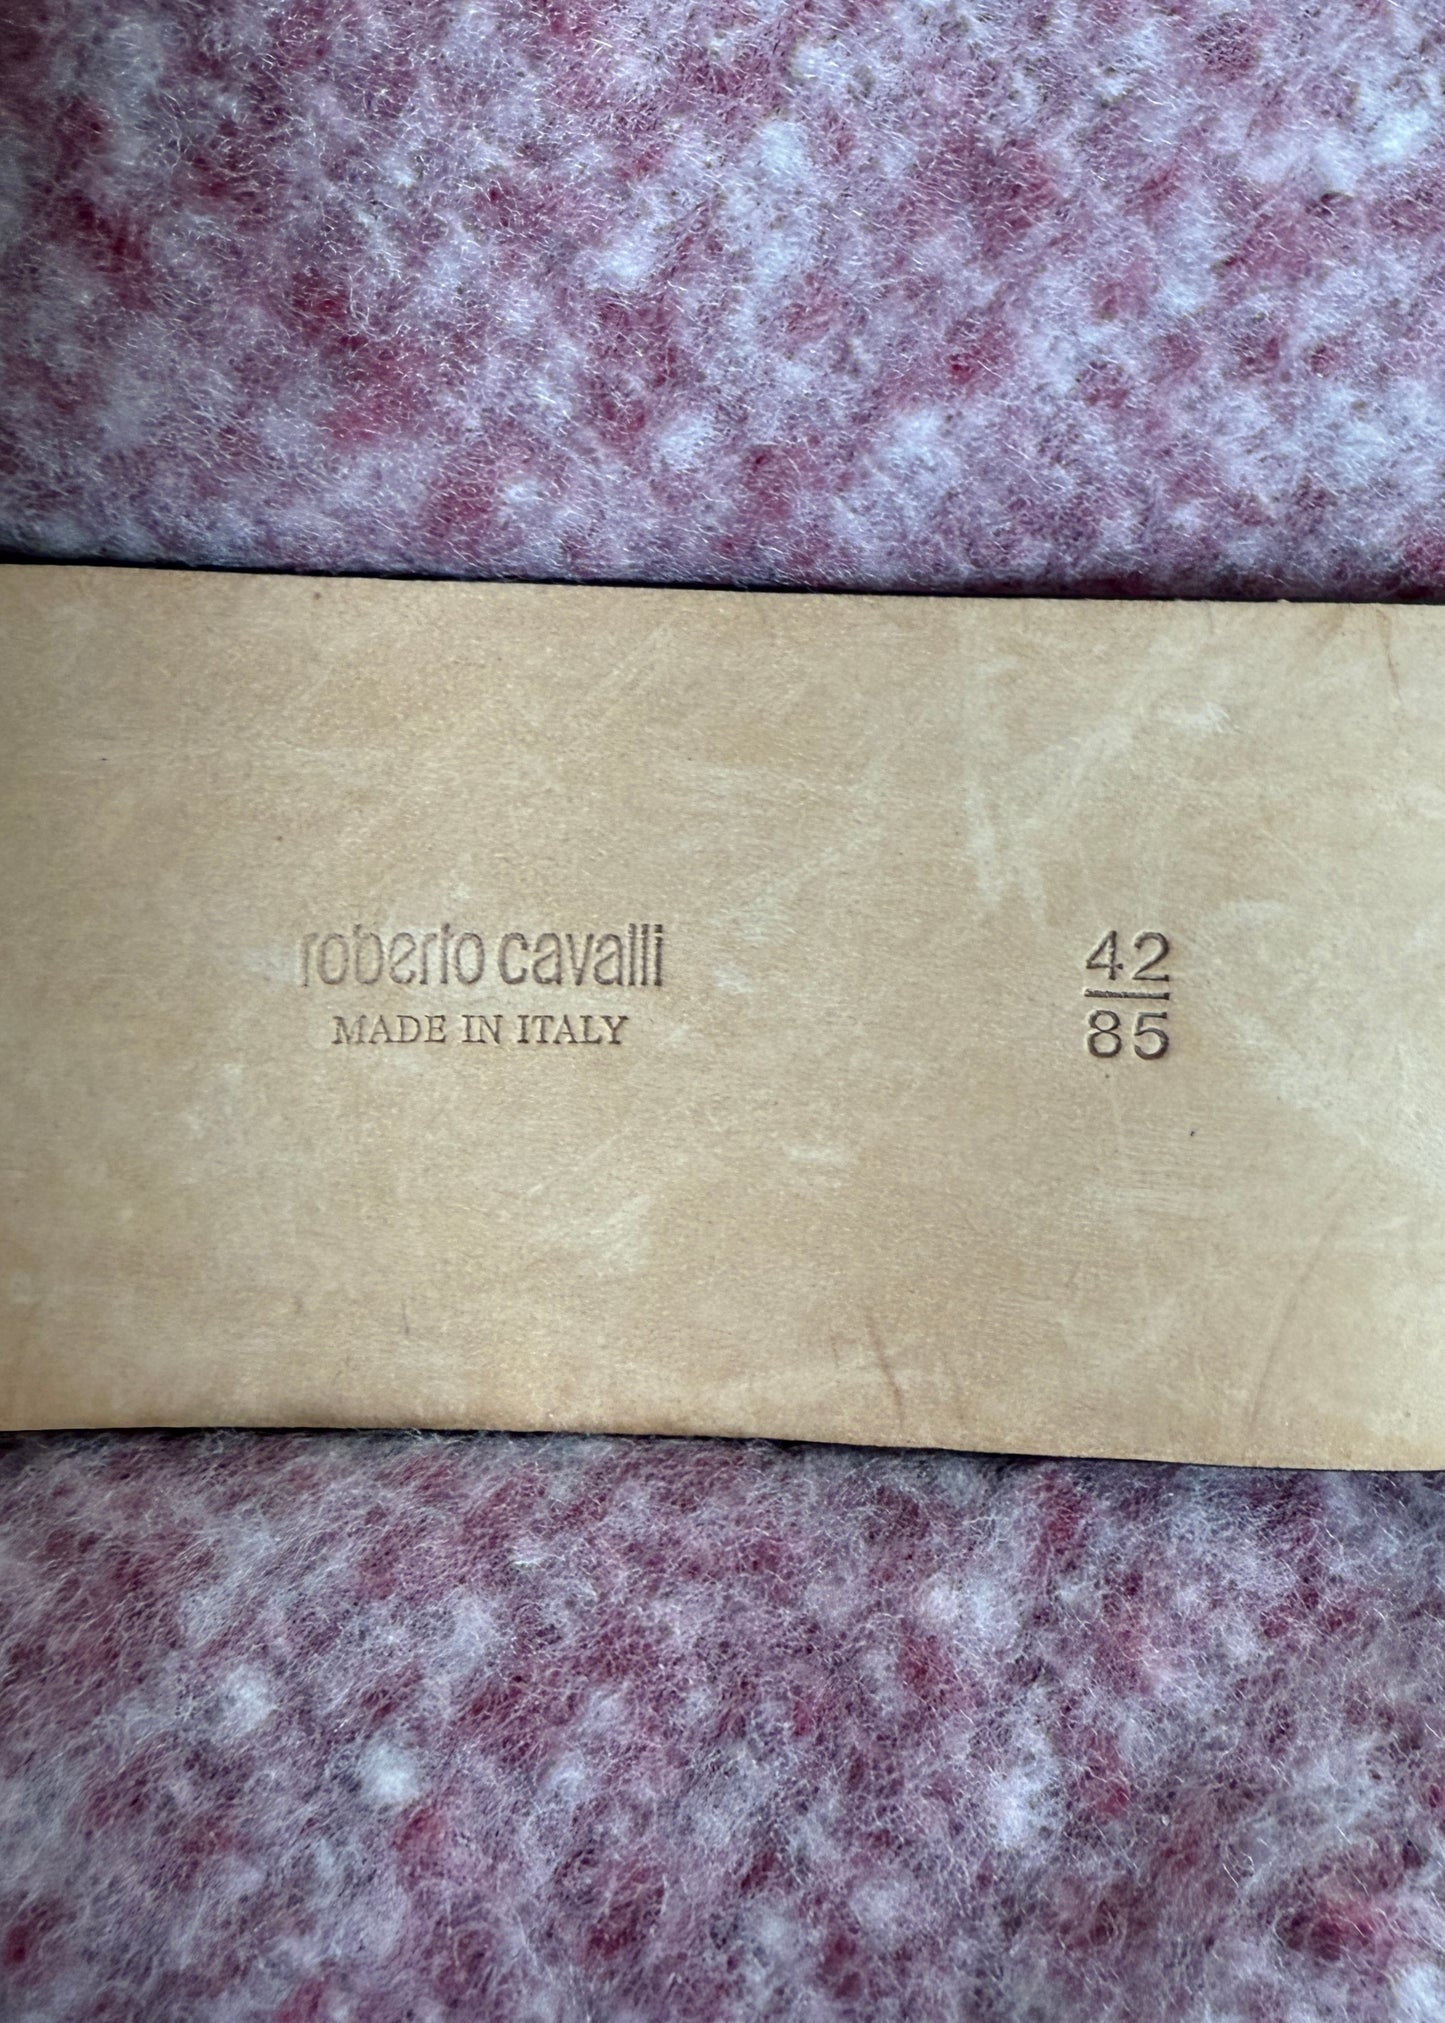 roberto cavalli
MADE IN ITALY
42
85